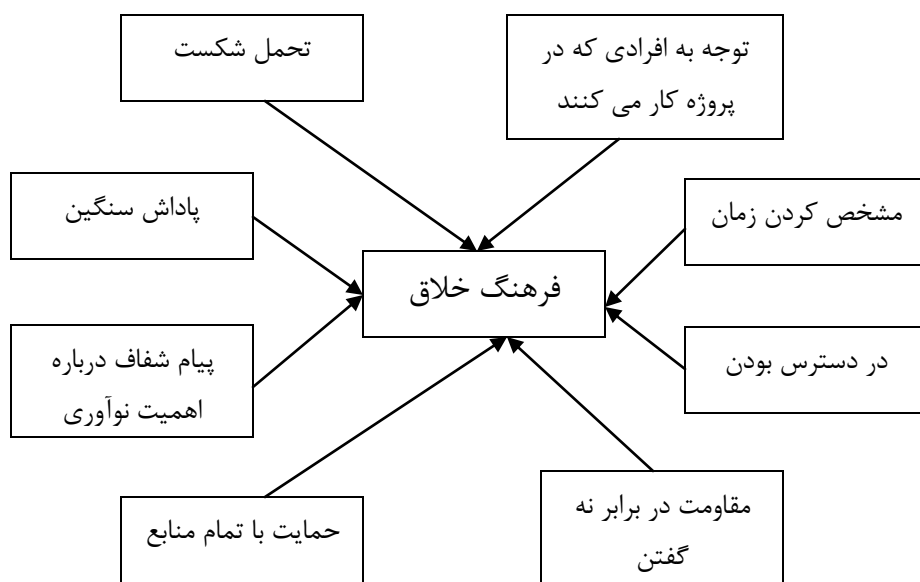 توجه به افرادی که در
پروژه کار می کنند
تحمل شکست
مشخص کردن زمان
پاداش سنگین
فرهنگ خلاق
در دسترس بودن
پیام شفاف درباره
اهمیت نوآوری
مقاومت در برابر نه
گفتن
حمایت با تمام منابع